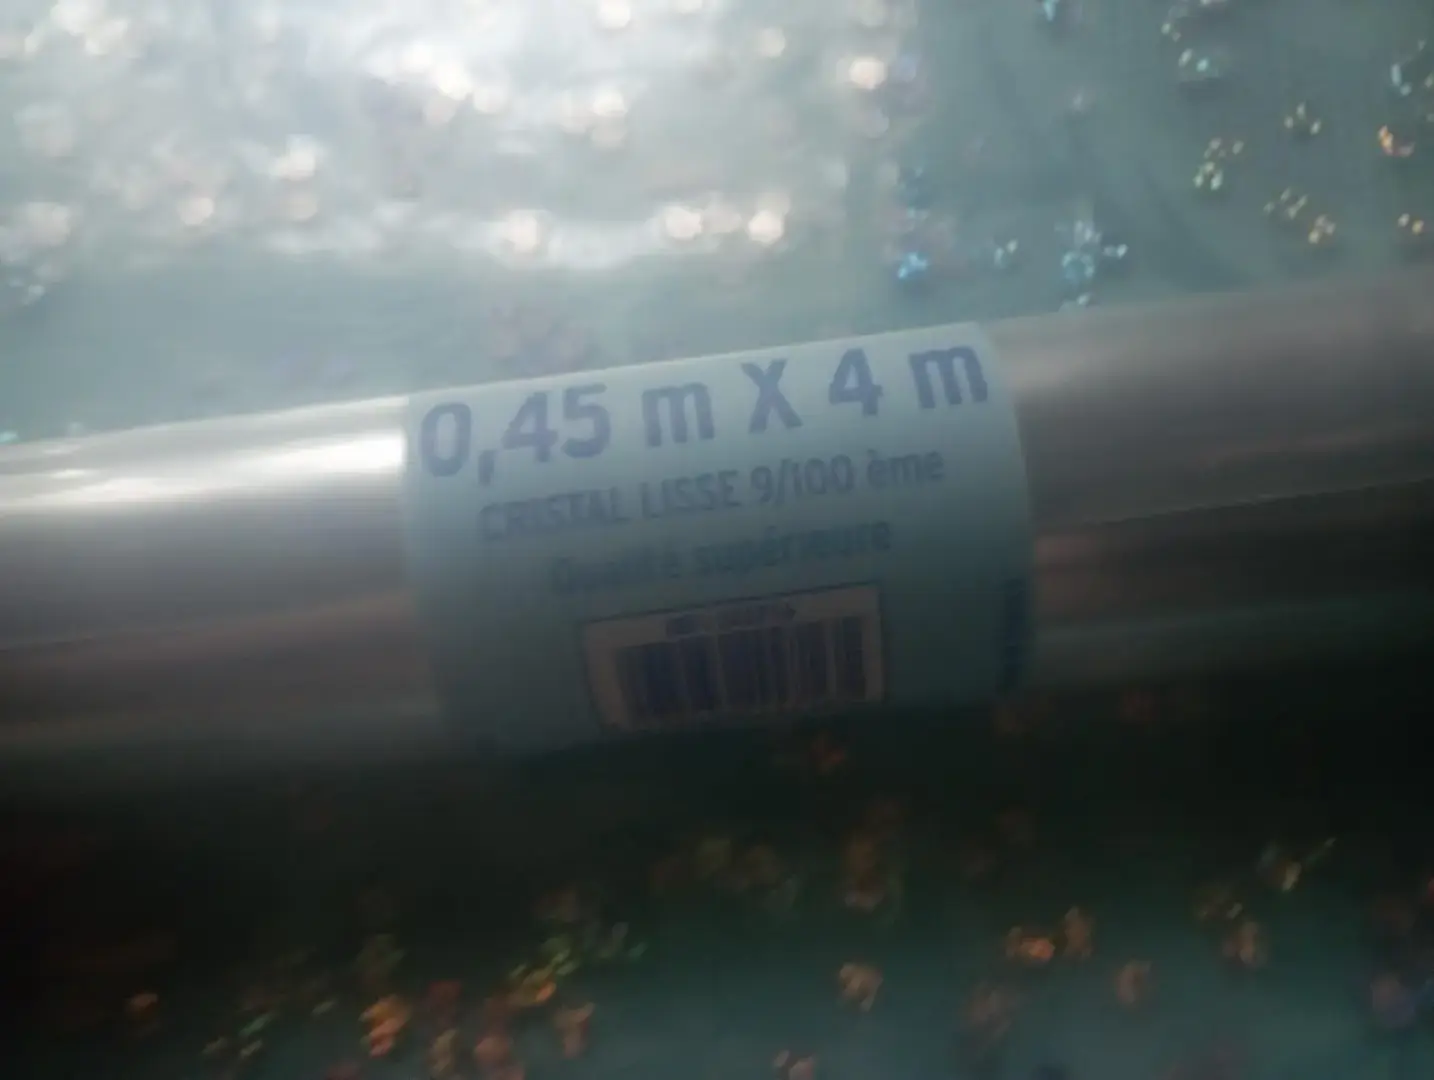 0,45 m X 4 m
CRISTAL LISSE 9/100 ème
Qualité supérieure